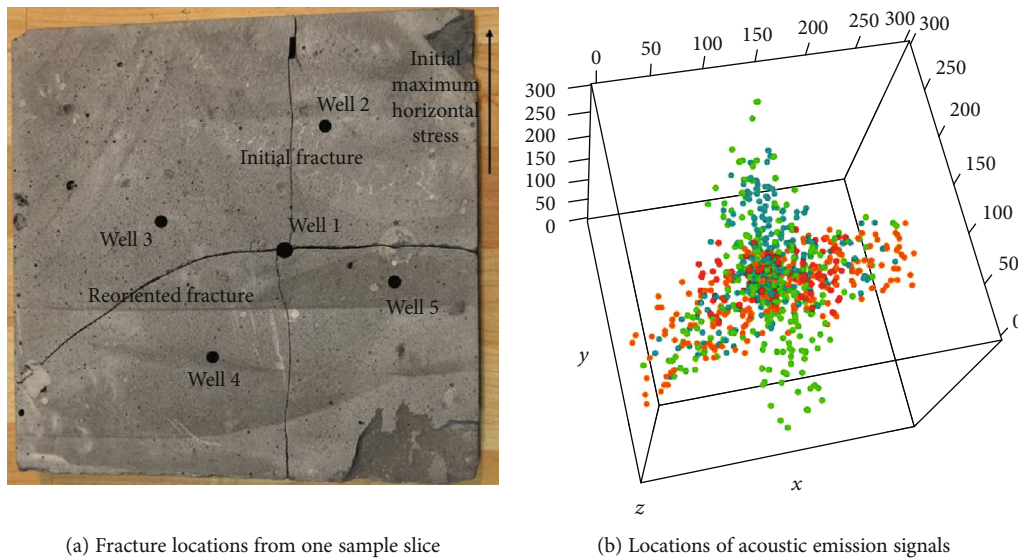 Initial
maximum
horizontal
stress
Well 2
Initial fracture
Well 3
Well 1
Reoriented fracture
Well 5
Well 4
(a) Fracture locations from one sample slice
0
50
100
150
200
250
300
300
250
200
150
100
50
0
300
250
200
150
100
50
0
y
x
z
(b) Locations of acoustic emission signals